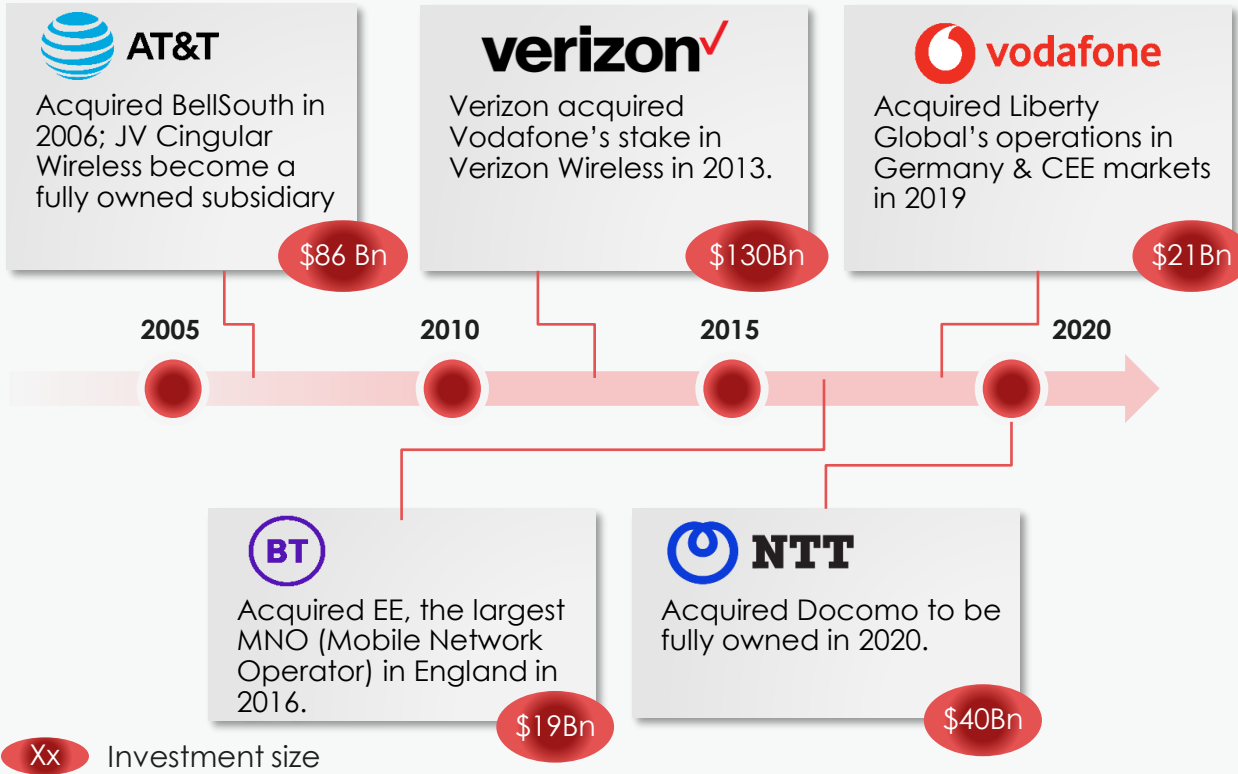 AT&T
Acquired BellSouth in
2006; JV Cingular
Wireless become a
fully owned subsidiary
$86 Bn
verizon✓
Verizon acquired
Vodafone’s stake in
Verizon Wireless in 2013.
$130Bn
vodafone
Acquired Liberty
Global’s operations in
Germany & CEE markets
in 2019
$21Bn
2005
2010
2015
2020
BT
Acquired EE, the largest
MNO (Mobile Network
Operator) in England in
2016.
$19Bn
NTT
Acquired Docomo to be
fully owned in 2020.
$40Bn
Xx Investment size